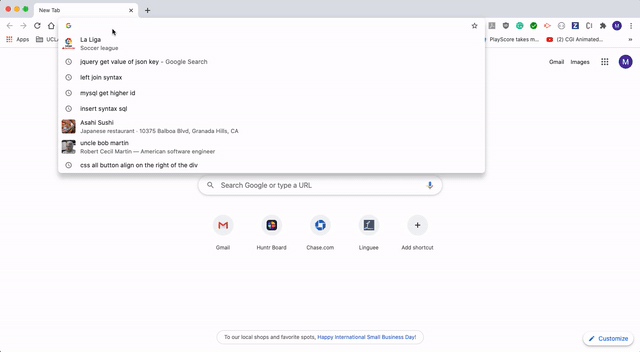 New Tab
G
Apps
UCL
PlayScore takes m...
(2) CGI Animated...
La Liga
Soccer league
jquery get value of json key - Google Search
left join syntax
mysql get higher id
insert syntax sql
Asahi Sushi
Japanese restaurant · 10375 Balboa Blvd, Granada Hills, CA
uncle bob martin
Robert Cecil Martin — American software engineer
css all button align on the right of the div
Gmail Images
M
Search Google or type a URL
Gmail
Huntr Board
Chase.com
Linguee
Add shortcut
To our local shops and favorite spots, Happy International Small Business Day!
Customize